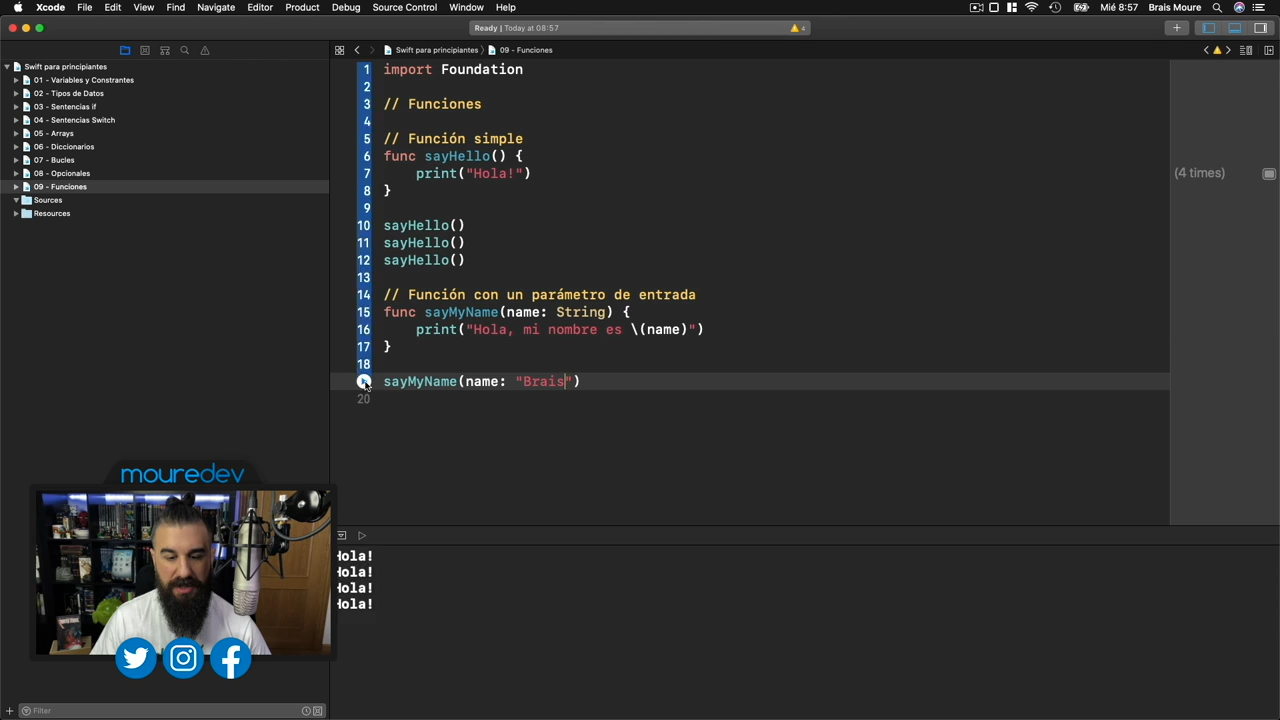 Xcode File Edit View Find Navigate Editor Product Debug Source Control Window Help
Mié 8:57 Brais Moure
Ready | Today at 08:57
4
Swift para principiantes
01 - Variables y Constrantes
02 - Tipos de Datos
03 - Sentencias if
04 - Sentencias Switch
05 - Arrays
06 - Diccionarios
07 - Bucles
08 - Opcionales
09 - Funciones
Sources
Resources
Swift para principiantes 09 - Funciones
1 import Foundation
2
3 // Funciones
4
5 // Función simple
6 func sayHello() {
7 print("Hola!")
8 }
9
10 sayHello()
11 sayHello()
12 sayHello()
13
14 // Función con un parámetro de entrada
15 func sayMyName(name: String) {
16 print("Hola, mi nombre es \(name)")
17 }
18
sayMyName(name: "Brais")
20
(4 times)
mouredev
Hola!
Hola!
Hola!
Hola!
Filter